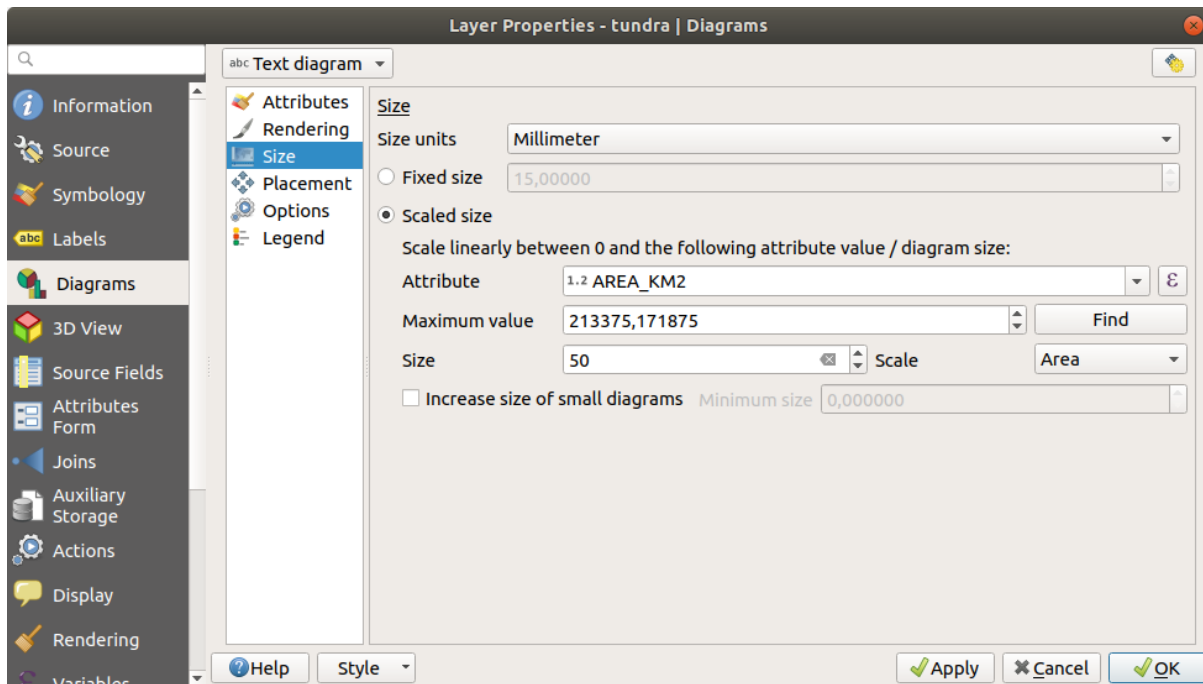 Layer Properties - tundra | Diagrams
abc Text diagram
Information
Source
Symbology
abc Labels
Diagrams
3D View
Source Fields
Attributes
Form
Joins
Auxiliary
Storage
Actions
Display
Rendering
Variables
Attributes
Rendering
Size
Placement
Options
Legend
Size
Size units Millimeter
Fixed size 15,00000
Scaled size
Scale linearly between 0 and the following attribute value / diagram size:
Attribute 1.2 AREA_KM2 ε
Maximum value 213375,171875 Find
Size 50 Scale Area
Increase size of small diagrams Minimum size 0,000000
Help Style Apply Cancel OK